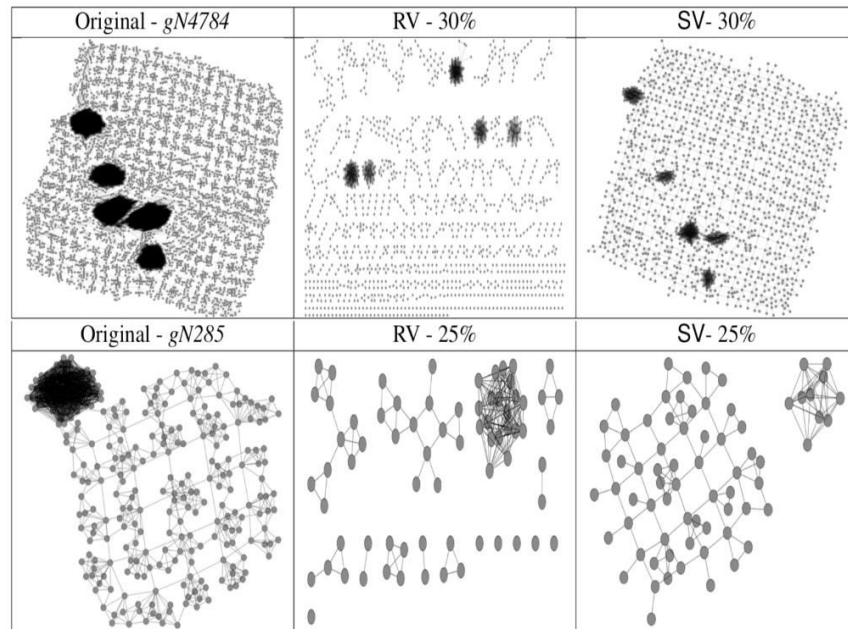 Original - gN4784
RV - 30%
SV- 30%
Original - gN285
RV - 25%
SV- 25%